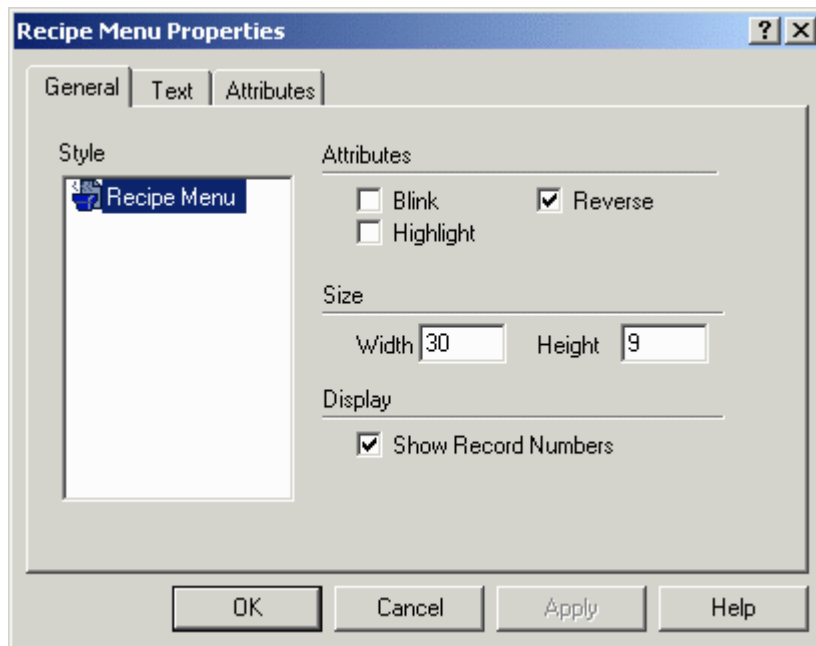 Recipe Menu Properties
General Text Attributes
Style
Recipe Menu
Attributes
Blink Reverse
Highlight
Size
Width 30 Height 9
Display
Show Record Numbers
OK Cancel Apply Help